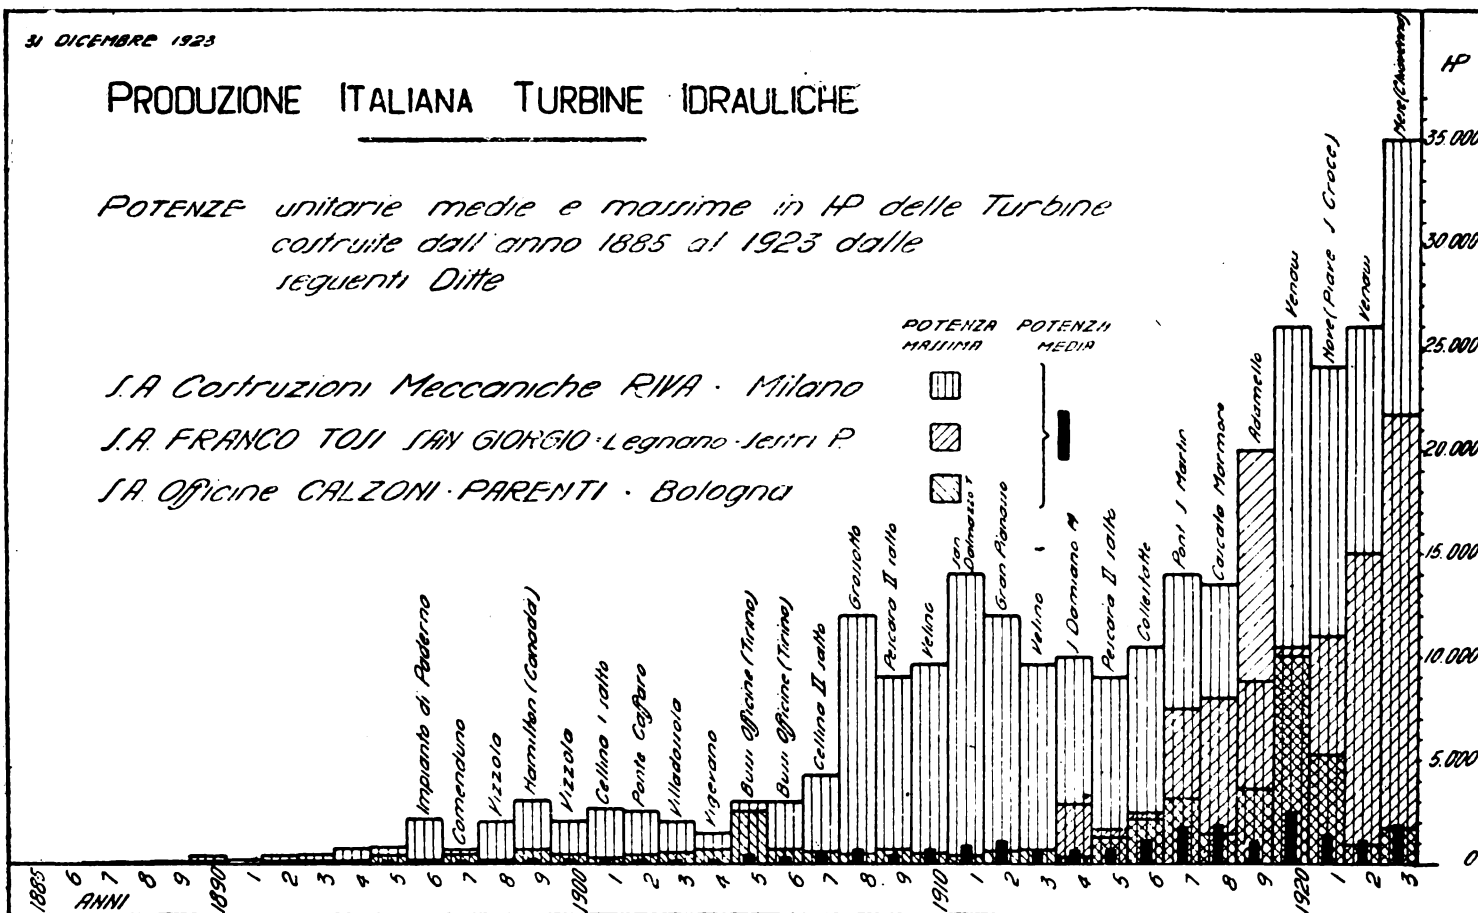 31 DICEMBRE 1923
PRODUZIONE ITALIANA TURBINE IDRAULICHE
POTENZE unitarie medie e massime in HP delle Turbine
costruite dall'anno 1885 al 1923 dalle
seguenti Ditte
POTENZA MASSIMA
POTENZA MEDIA
S.A Costruzioni Meccaniche RIVA · Milano
S.A. FRANCO TOSI SAN GIORGIO · Legnano · Sestri P.
S.A. Officine CALZONI · PARENTI · Bologna
Impianto di Paderno
Comenduno
Vizzola
Hamilton (Canadà)
Vizzola
Cellina I salto
Ponte Caffaro
Villadossola
Vigevano
Bussi Officine (Tirino)
Bussi Officine (Tirino)
Cellina II salto
Grosotto
Pescara II salto
Velino
San Dalmazzo T
Gran Pianosso
Velino
S Damiano M
Pescara II salto
Collestatte
Pont S Martin
Cascata Marmore
Adamello
Venaus
Nove (Piave S Croce)
Venaus
HP
35.000
30.000
25.000
20.000
15.000
10.000
5.000
0
1885 6 7 8 9 1890 1 2 3 4 5 6 7 8 9 1900 1 2 3 4 5 6 7 8 9 1910 1 2 3 4 5 6 7 8 9 1920 1 2 3
ANNI